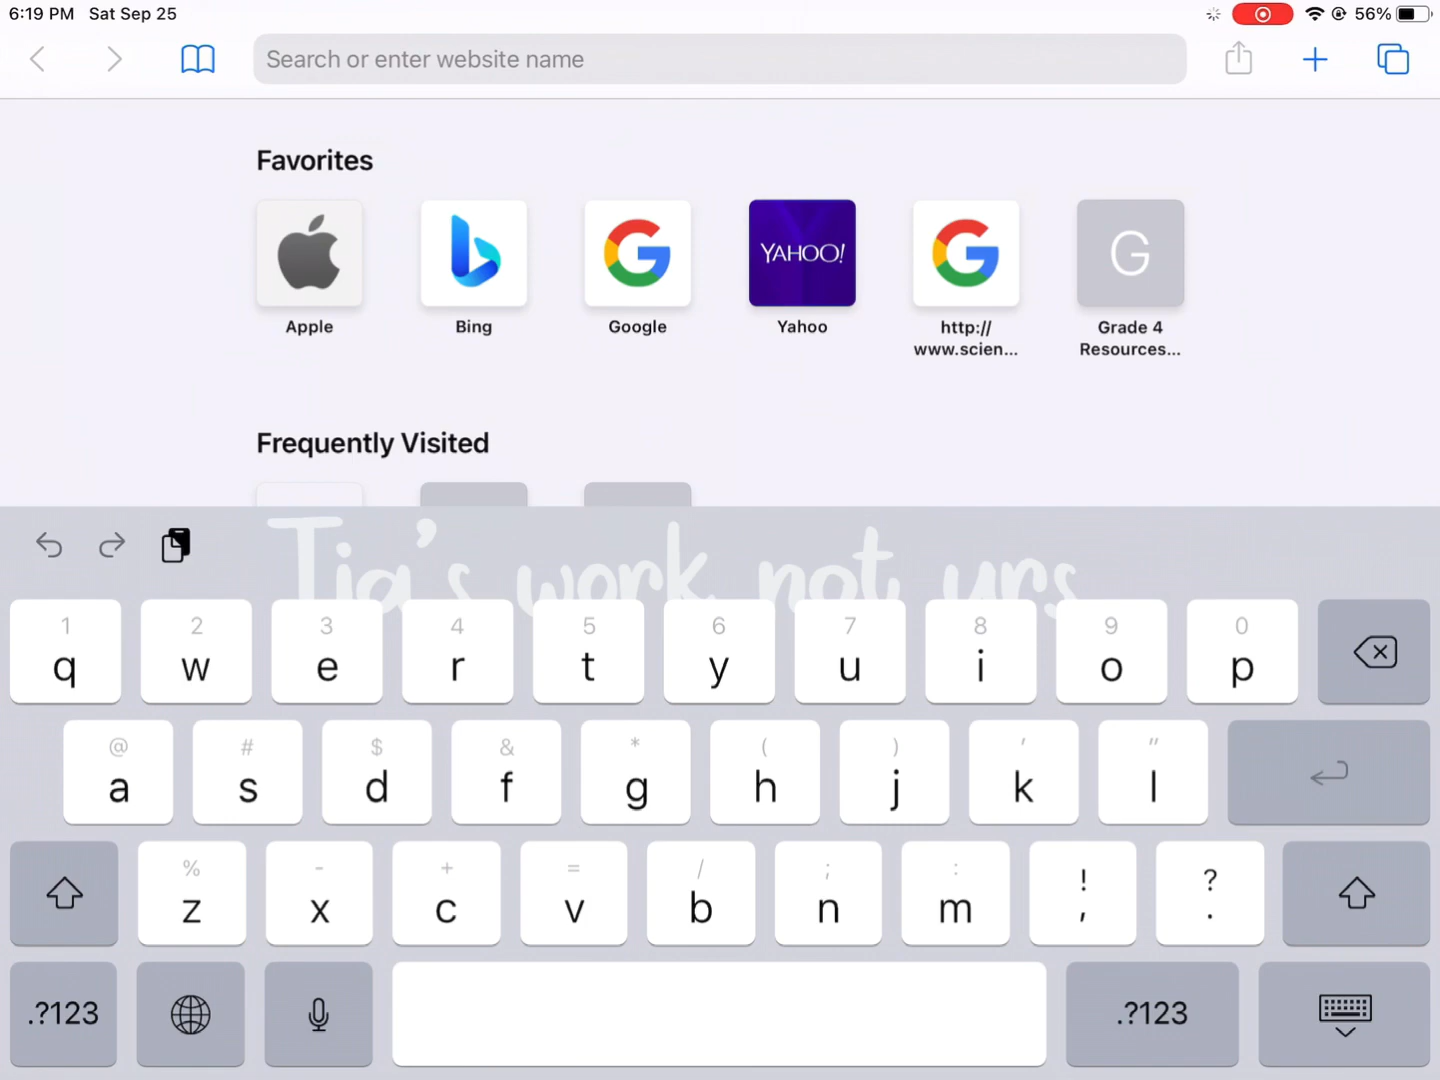 6:19 PM Sat Sep 25 56%
Search or enter website name
Favorites
YAHOO! G
Apple Bing Google Yahoo http:// www.scien... Grade 4 Resources...
Frequently Visited
Tia's work not urs
1 2 3 4 5 6 7 8 9 0
q w e r t y u i o p
@ # $ & * ( ) ' "
a s d f g h j k l
% - + = / ; : ! ?
z x c v b n m , .
.?123 .?123